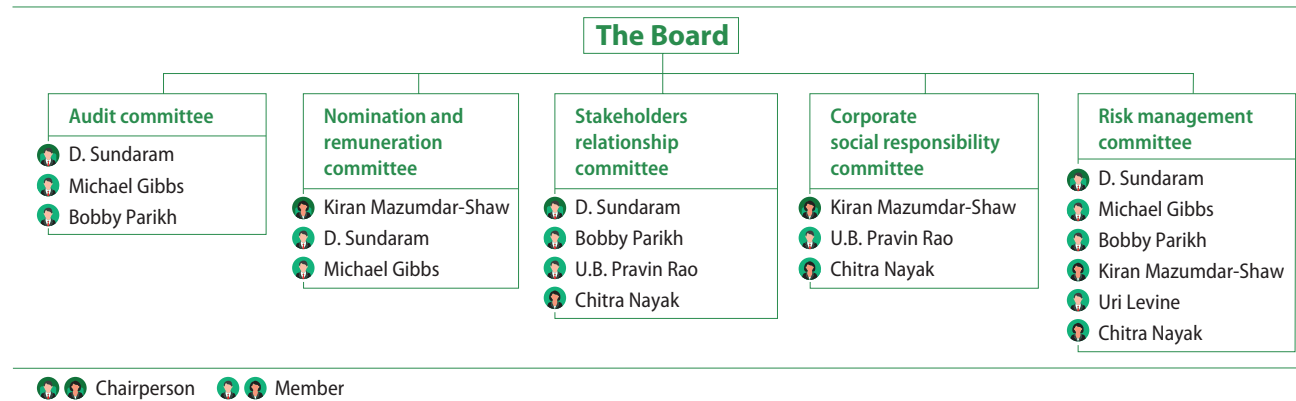 The Board
Audit committee
D. Sundaram
Michael Gibbs
Bobby Parikh
Nomination and
remuneration
committee
Kiran Mazumdar-Shaw
D. Sundaram
Michael Gibbs
Stakeholders
relationship
committee
D. Sundaram
Bobby Parikh
U.B. Pravin Rao
Chitra Nayak
Corporate
social responsibility
committee
Kiran Mazumdar-Shaw
U.B. Pravin Rao
Chitra Nayak
Risk management
committee
D. Sundaram
Michael Gibbs
Bobby Parikh
Kiran Mazumdar-Shaw
Uri Levine
Chitra Nayak
Chairperson Member